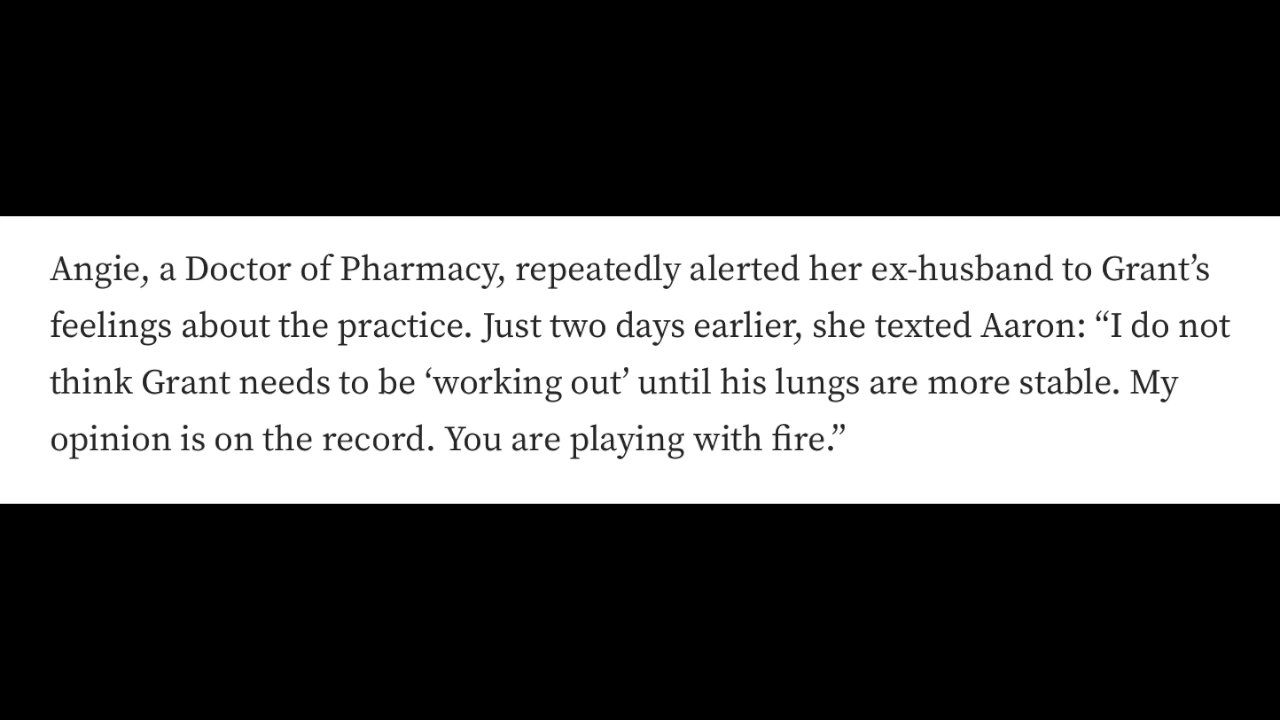 Angie, a Doctor of Pharmacy, repeatedly alerted her ex-husband to Grant’s
feelings about the practice. Just two days earlier, she texted Aaron: “I do not
think Grant needs to be ‘working out’ until his lungs are more stable. My
opinion is on the record. You are playing with fire.”